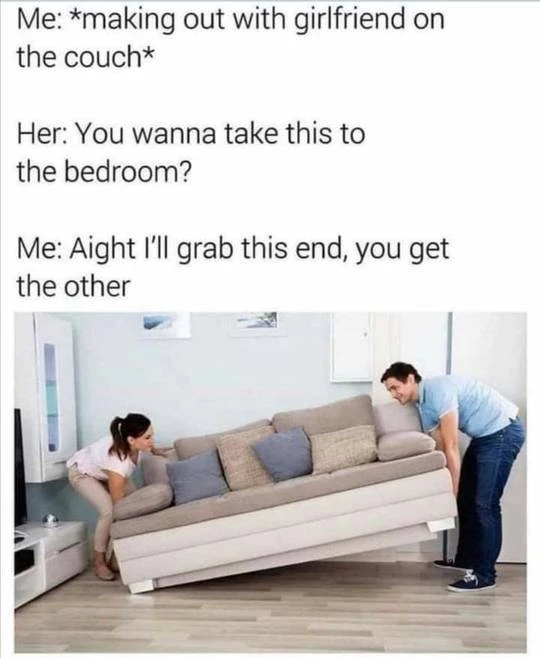 Me: *making out with girlfriend on
the couch*
Her: You wanna take this to
the bedroom?
Me: Aight I'll grab this end, you get
the other